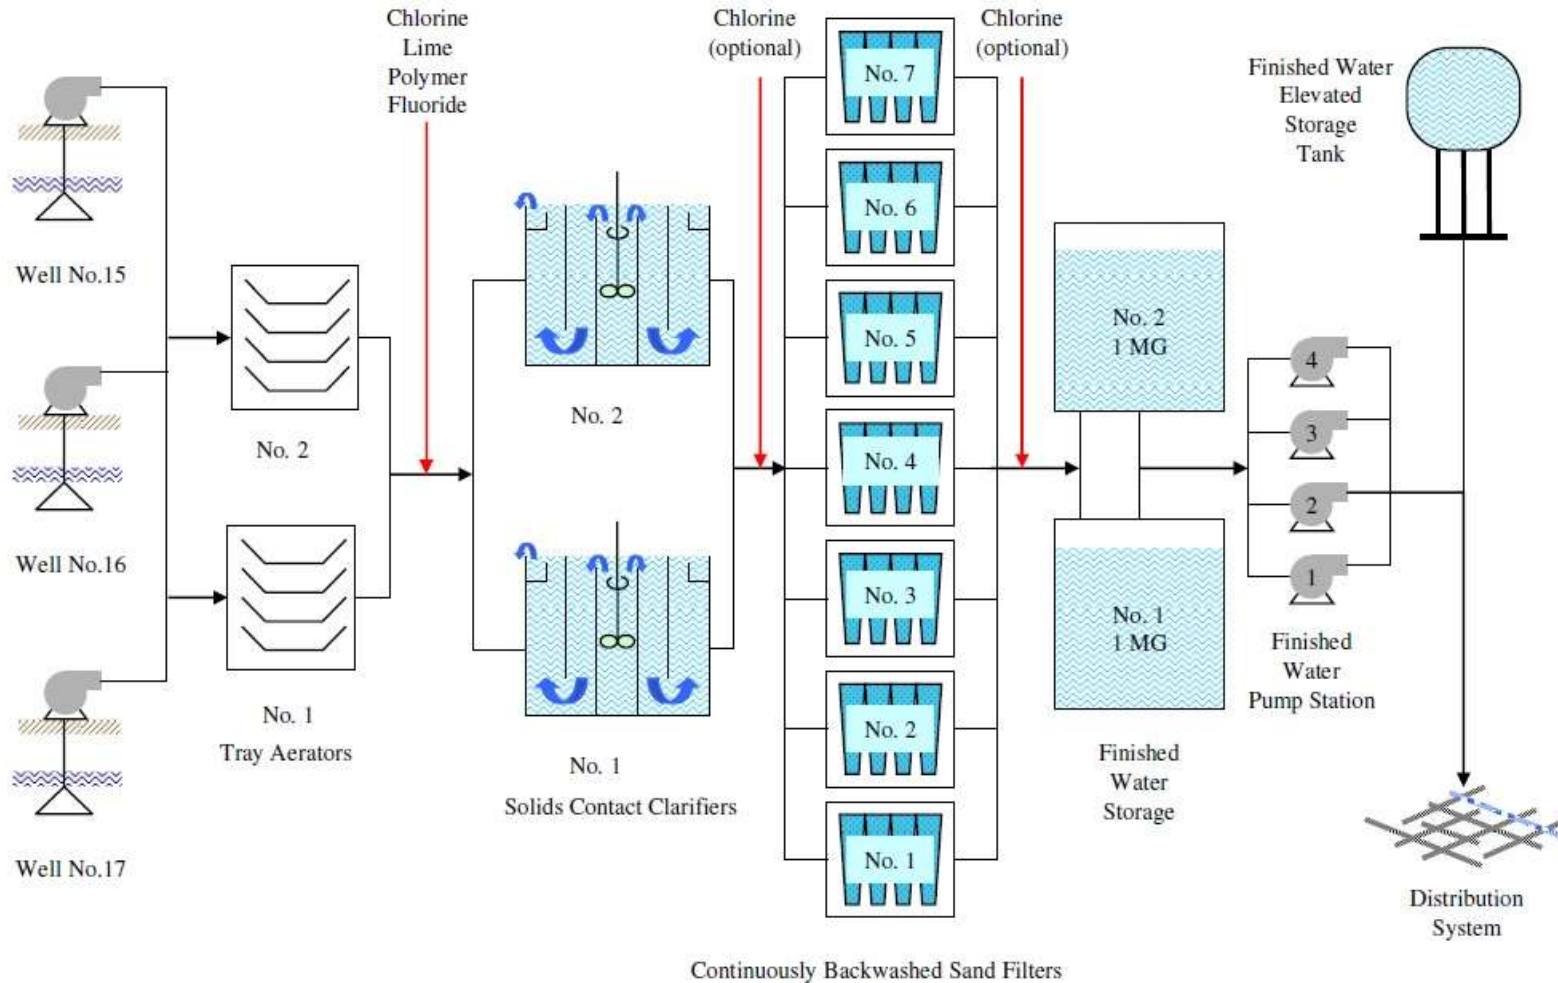 Chlorine
Lime
Polymer
Fluoride
Chlorine
(optional)
Chlorine
(optional)
Finished Water
Elevated
Storage
Tank
Well No.15
Well No.16
Well No.17
No. 2
No. 1
Tray Aerators
No. 2
No. 1
Solids Contact Clarifiers
No. 7
No. 6
No. 5
No. 4
No. 3
No. 2
No. 1
Continuously Backwashed Sand Filters
No. 2
1 MG
No. 1
1 MG
Finished
Water
Storage
4
3
2
1
Finished
Water
Pump Station
Distribution
System